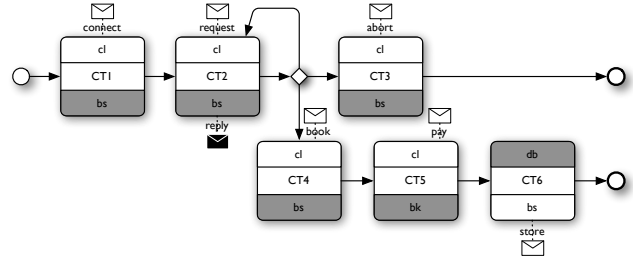 connect
request
abort
cl
cl
cl
CT1
CT2
CT3
bs
bs
bs
reply
book
pay
cl
cl
db
CT4
CT5
CT6
bs
bk
bs
store